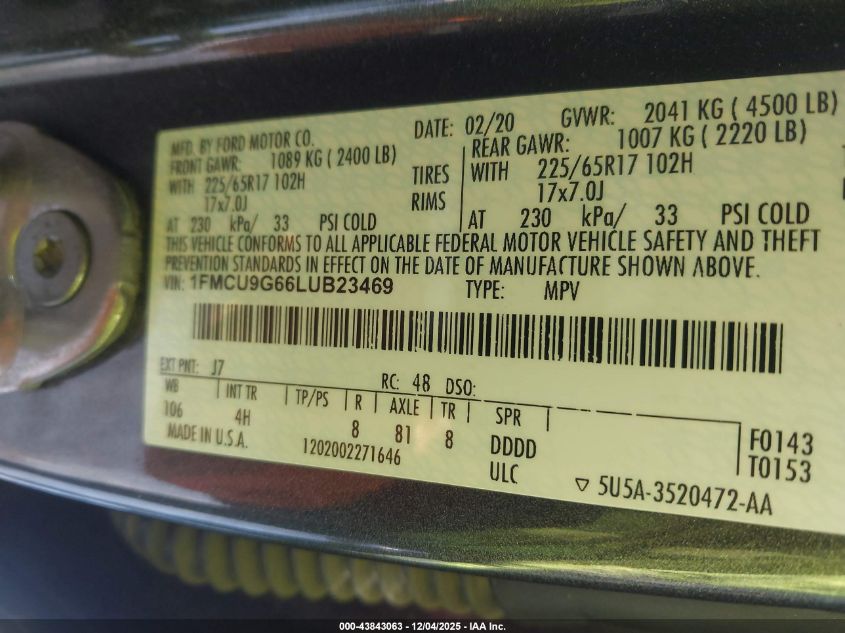 MFD. BY FORD MOTOR CO. DATE: 02/20 GVWR: 2041 KG ( 4500 LB)
FRONT GAWR: 1089 KG ( 2400 LB) REAR GAWR: 1007 KG ( 2220 LB)
WITH 225/65R17 102H TIRES WITH 225/65R17 102H
17x7.0J RIMS 17x7.0J
AT 230 kPa/ 33 PSI COLD AT 230 kPa/ 33 PSI COLD
THIS VEHICLE CONFORMS TO ALL APPLICABLE FEDERAL MOTOR VEHICLE SAFETY AND THEFT
PREVENTION STANDARDS IN EFFECT ON THE DATE OF MANUFACTURE SHOWN ABOVE.
VIN: 1FMCU9G66LUB23469 TYPE: MPV
EXT PNT: J7 RC: 48 DSO:
WB INT TR TP/PS R AXLE TR SPR
106 4H 8 81 8 DDDD F0143
MADE IN U.S.A. 1202002271646 ULC T0153
5U5A-3520472-AA
000-43843063 - 12/04/2025 - IAA Inc.